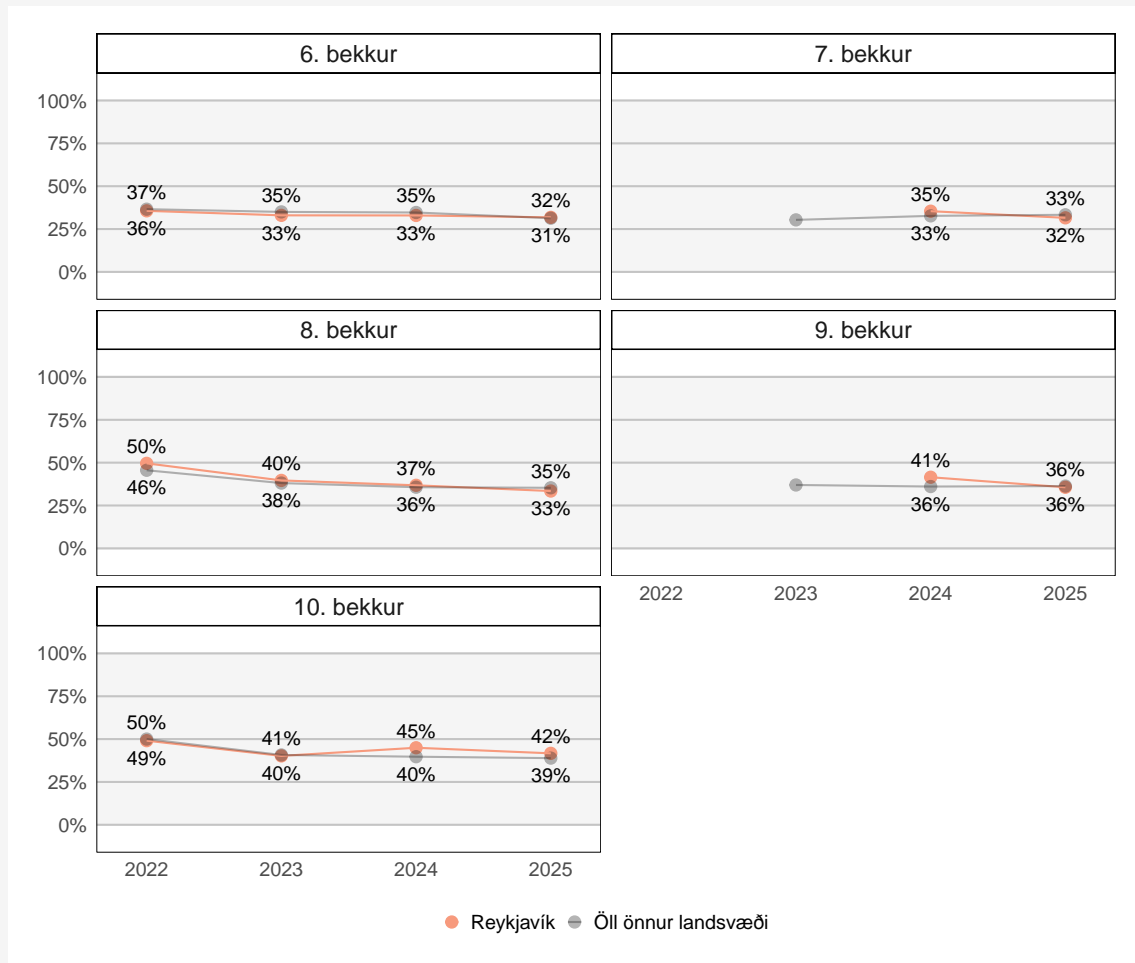 6. bekkur
7. bekkur
100%
75%
50%
25%
0%
37% 35% 35% 32%
36% 33% 33% 31%
35% 33%
33% 32%
8. bekkur
9. bekkur
100%
75%
50%
25%
0%
50% 40% 37% 35%
46% 38% 36% 33%
41% 36%
36% 36%
2022 2023 2024 2025
10. bekkur
100%
75%
50%
25%
0%
50% 41% 45% 42%
49% 40% 40% 39%
2022 2023 2024 2025
Reykjavík Öll önnur landsvæði